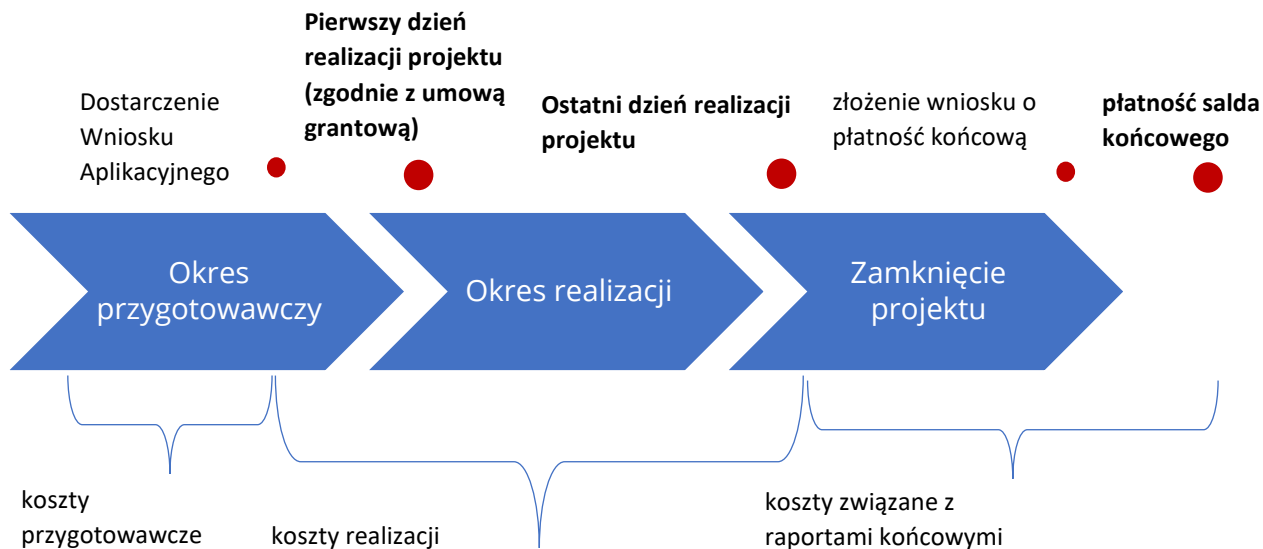 Dostarczenie
Wniosku
Aplikacyjnego
Pierwszy dzień
realizacji projektu
(zgodnie z umową
grantową)
Ostatni dzień realizacji
projektu
złożenie wniosku o
płatność końcową
płatność salda
końcowego
Okres
przygotowawczy
Okres realizacji
Zamknięcie
projektu
koszty
przygotowawcze
koszty realizacji
koszty związane z
raportami końcowymi